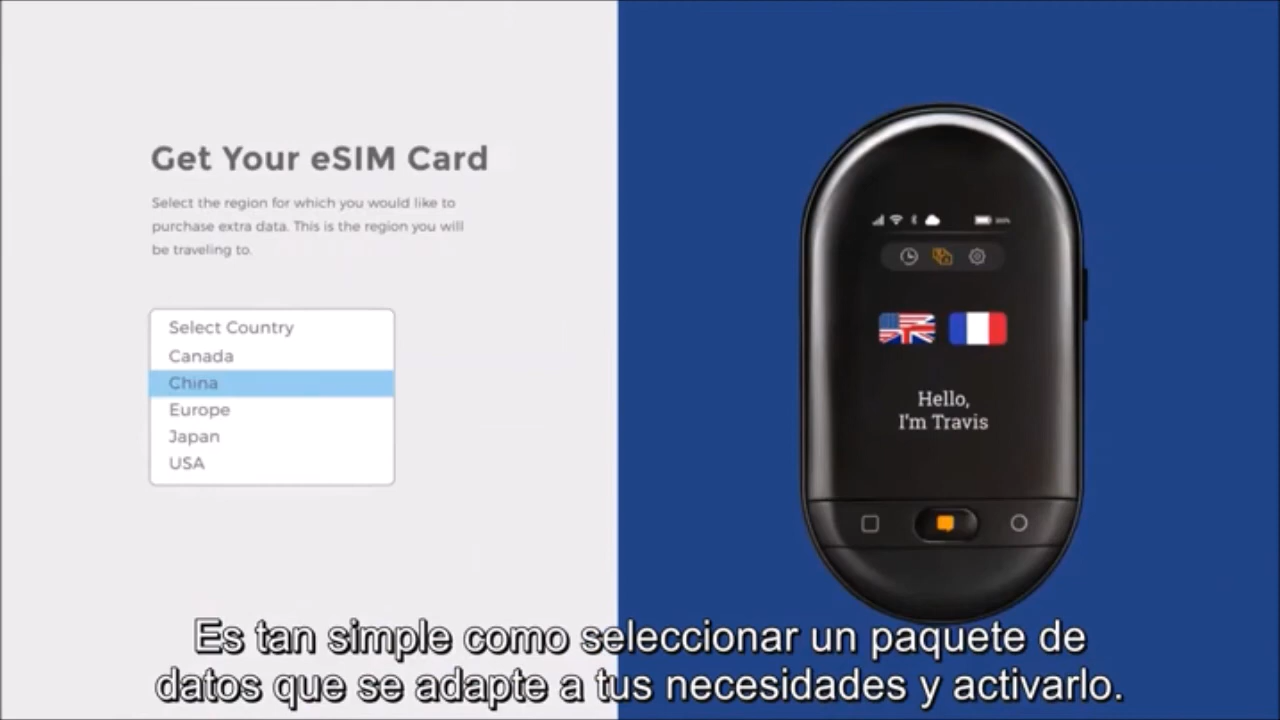 Get Your eSIM Card
Select the region for which you would like to
purchase extra data. This is the region you will
be traveling to.
Select Country
Canada
China
Europe
Japan
USA
Hello,
I'm Travis
Es tan simple como seleccionar un paquete de
datos que se adapte a tus necesidades y activarlo.